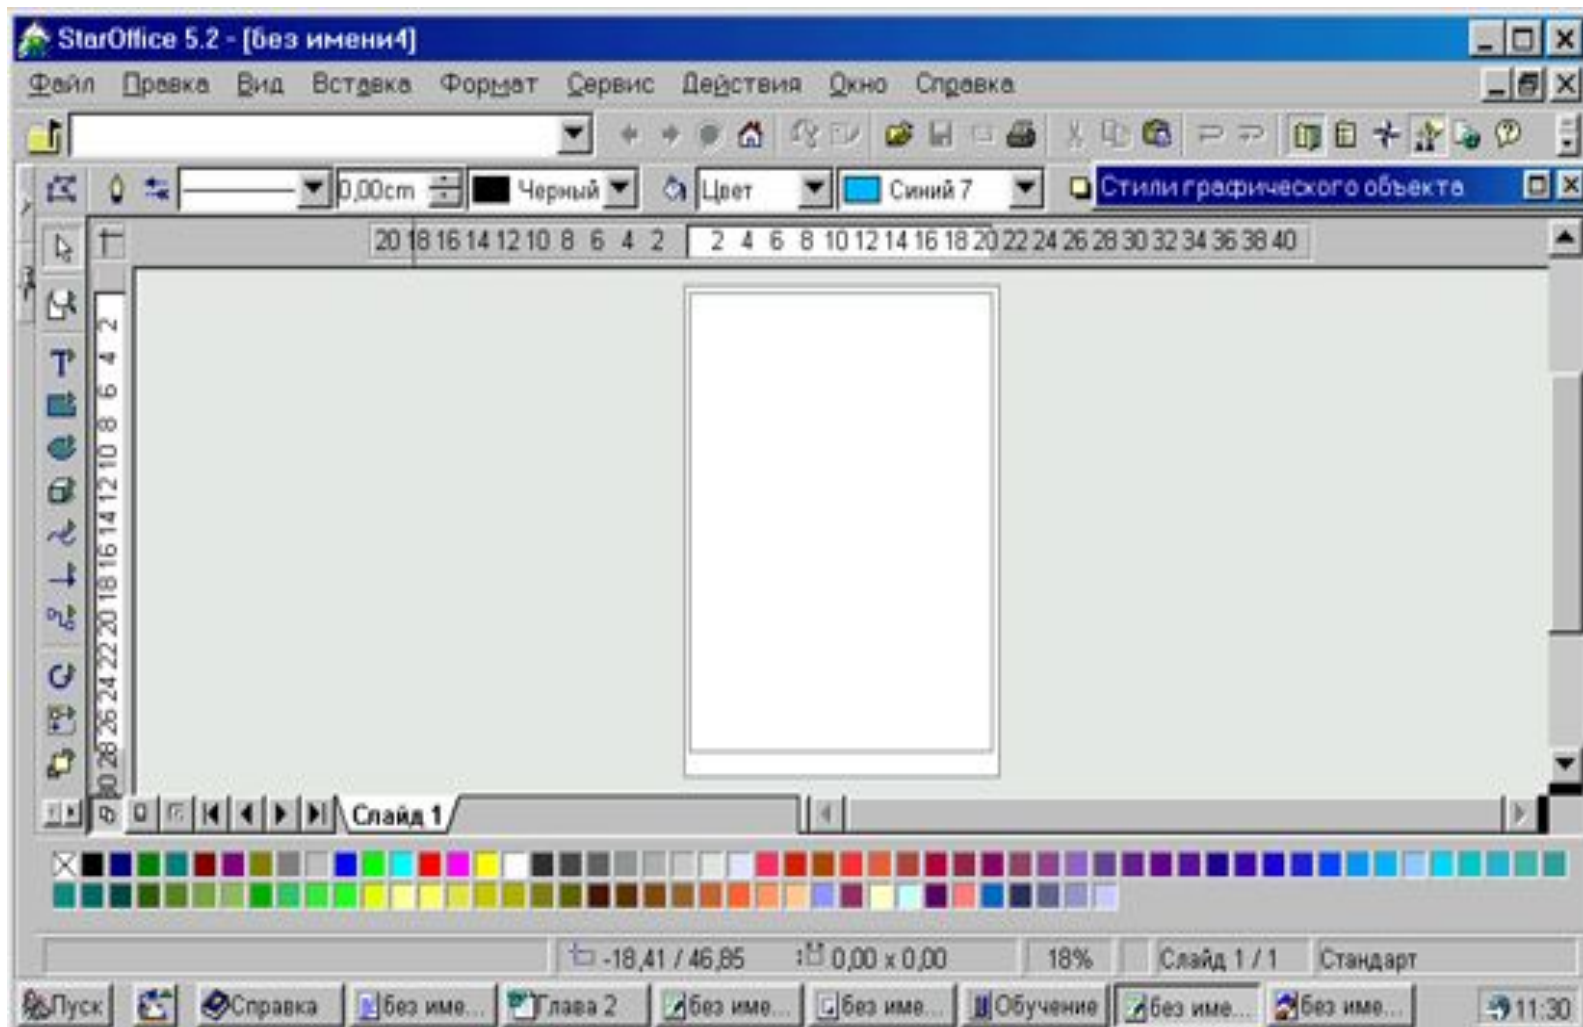 StarOffice 5.2 - [без имени4]
Файл Правка Вид Вставка Формат Сервис Действия Окно Справка
0,00cm Черный Цвет Синий 7 Стили графического объекта
20 18 16 14 12 10 8 6 4 2 2 4 6 8 10 12 14 16 18 20 22 24 26 28 30 32 34 36 38 40
2 4 6 8 10 12 14 16 18 20 22 24 26 28 30
Слайд 1
-18,41 / 46,85 0,00 x 0,00 18% Слайд 1 / 1 Стандарт
Пуск Справка без име... Глава 2 без име... без име... Обучение без име... без име... 11:30